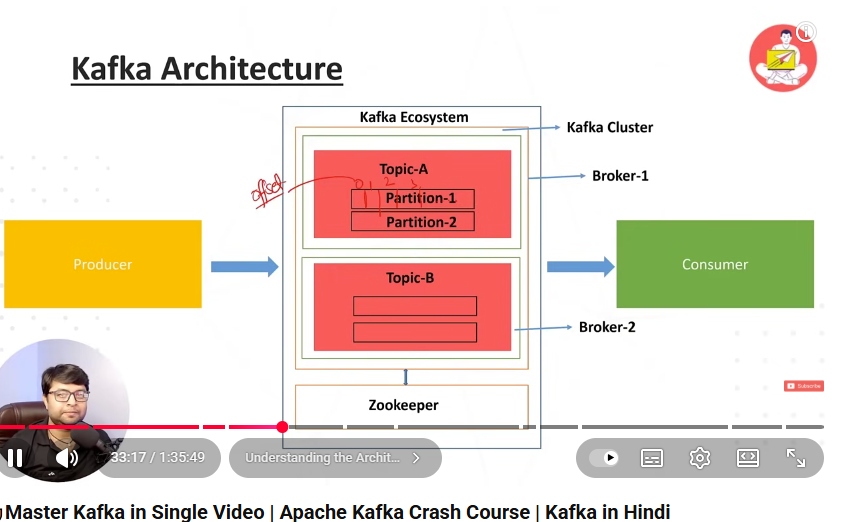 Kafka Architecture
Kafka Ecosystem
Kafka Cluster
Topic-A
Broker-1
offset
0 1 2 3
Partition-1
Partition-2
Producer
Consumer
Topic-B
Broker-2
Zookeeper
Subscribe
33:17 / 1:35:49
Understanding the Archit... >
Master Kafka in Single Video | Apache Kafka Crash Course | Kafka in Hindi